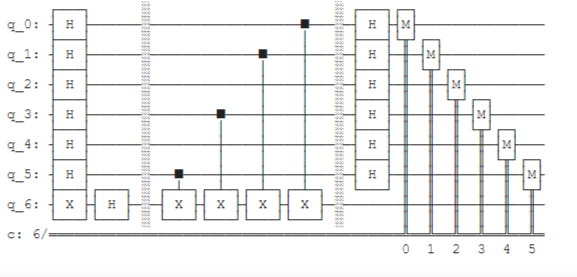 q_0: H H M
q_1: H H M
q_2: H H M
q_3: H H M
q_4: H H M
q_5: H H M
q_6: X H X X X X
c: 6/
0 1 2 3 4 5